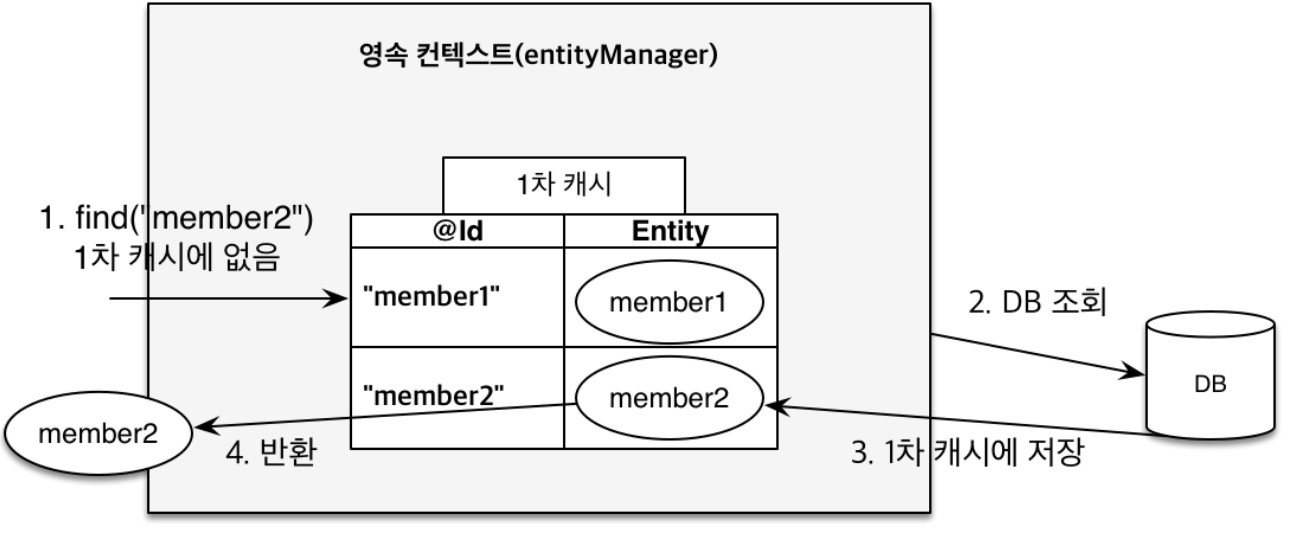 영속 컨텍스트(entityManager)
1차 캐시
1. find("member2")
1차 캐시에 없음
@Id
Entity
"member1"
member1
2. DB 조회
DB
"member2"
member2
member2
4. 반환
3. 1차 캐시에 저장